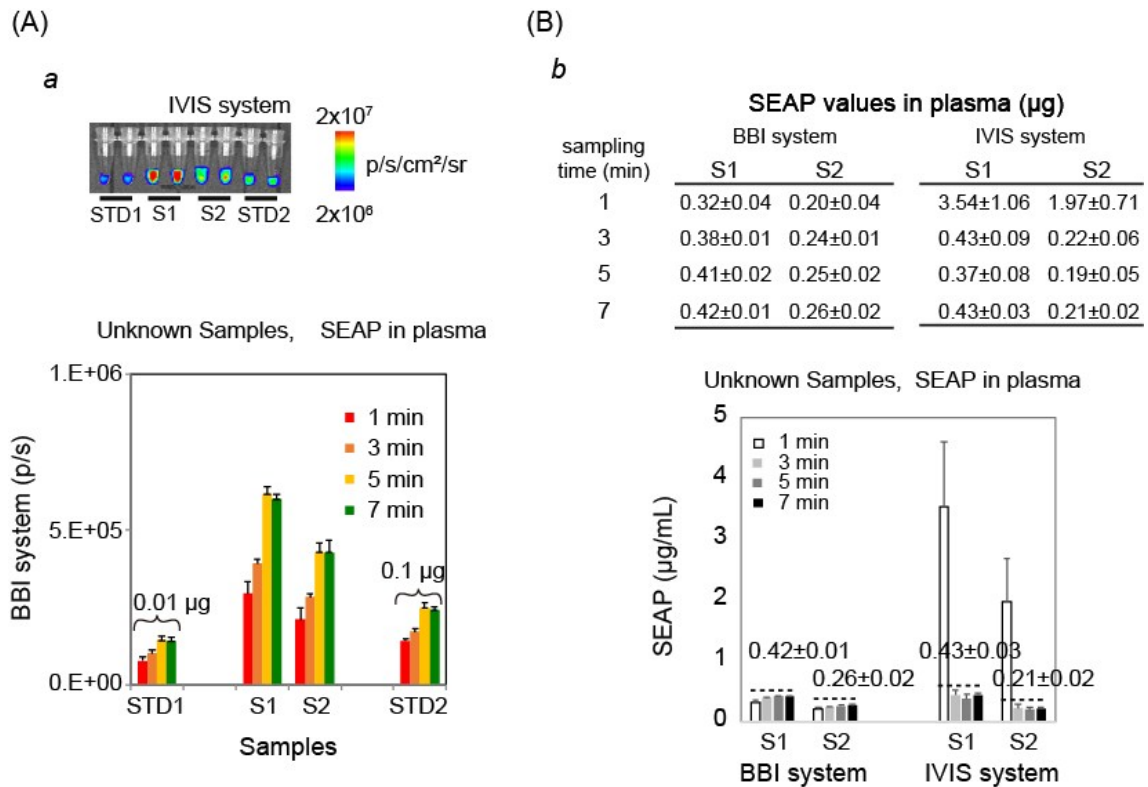 (A)
a
IVIS system
2x10⁷
p/s/cm²/sr
2x10⁶
STD1 S1 S2 STD2
Unknown Samples, SEAP in plasma
1.E+06
5.E+05
0.E+00
BBI system (p/s)
1 min
3 min
5 min
7 min
0.01 µg
0.1 µg
STD1 S1 S2 STD2
Samples
(B)
b
SEAP values in plasma (µg)
sampling time (min)
BBI system IVIS system
S1 S2 S1 S2
1 0.32±0.04 0.20±0.04 3.54±1.06 1.97±0.71
3 0.38±0.01 0.24±0.01 0.43±0.09 0.22±0.06
5 0.41±0.02 0.25±0.02 0.37±0.08 0.19±0.05
7 0.42±0.01 0.26±0.02 0.43±0.03 0.21±0.02
Unknown Samples, SEAP in plasma
5
4
3
2
1
0
SEAP (µg/mL)
1 min
3 min
5 min
7 min
0.42±0.01
0.26±0.02
0.43±0.03
0.21±0.02
S1 S2 S1 S2
BBI system IVIS system